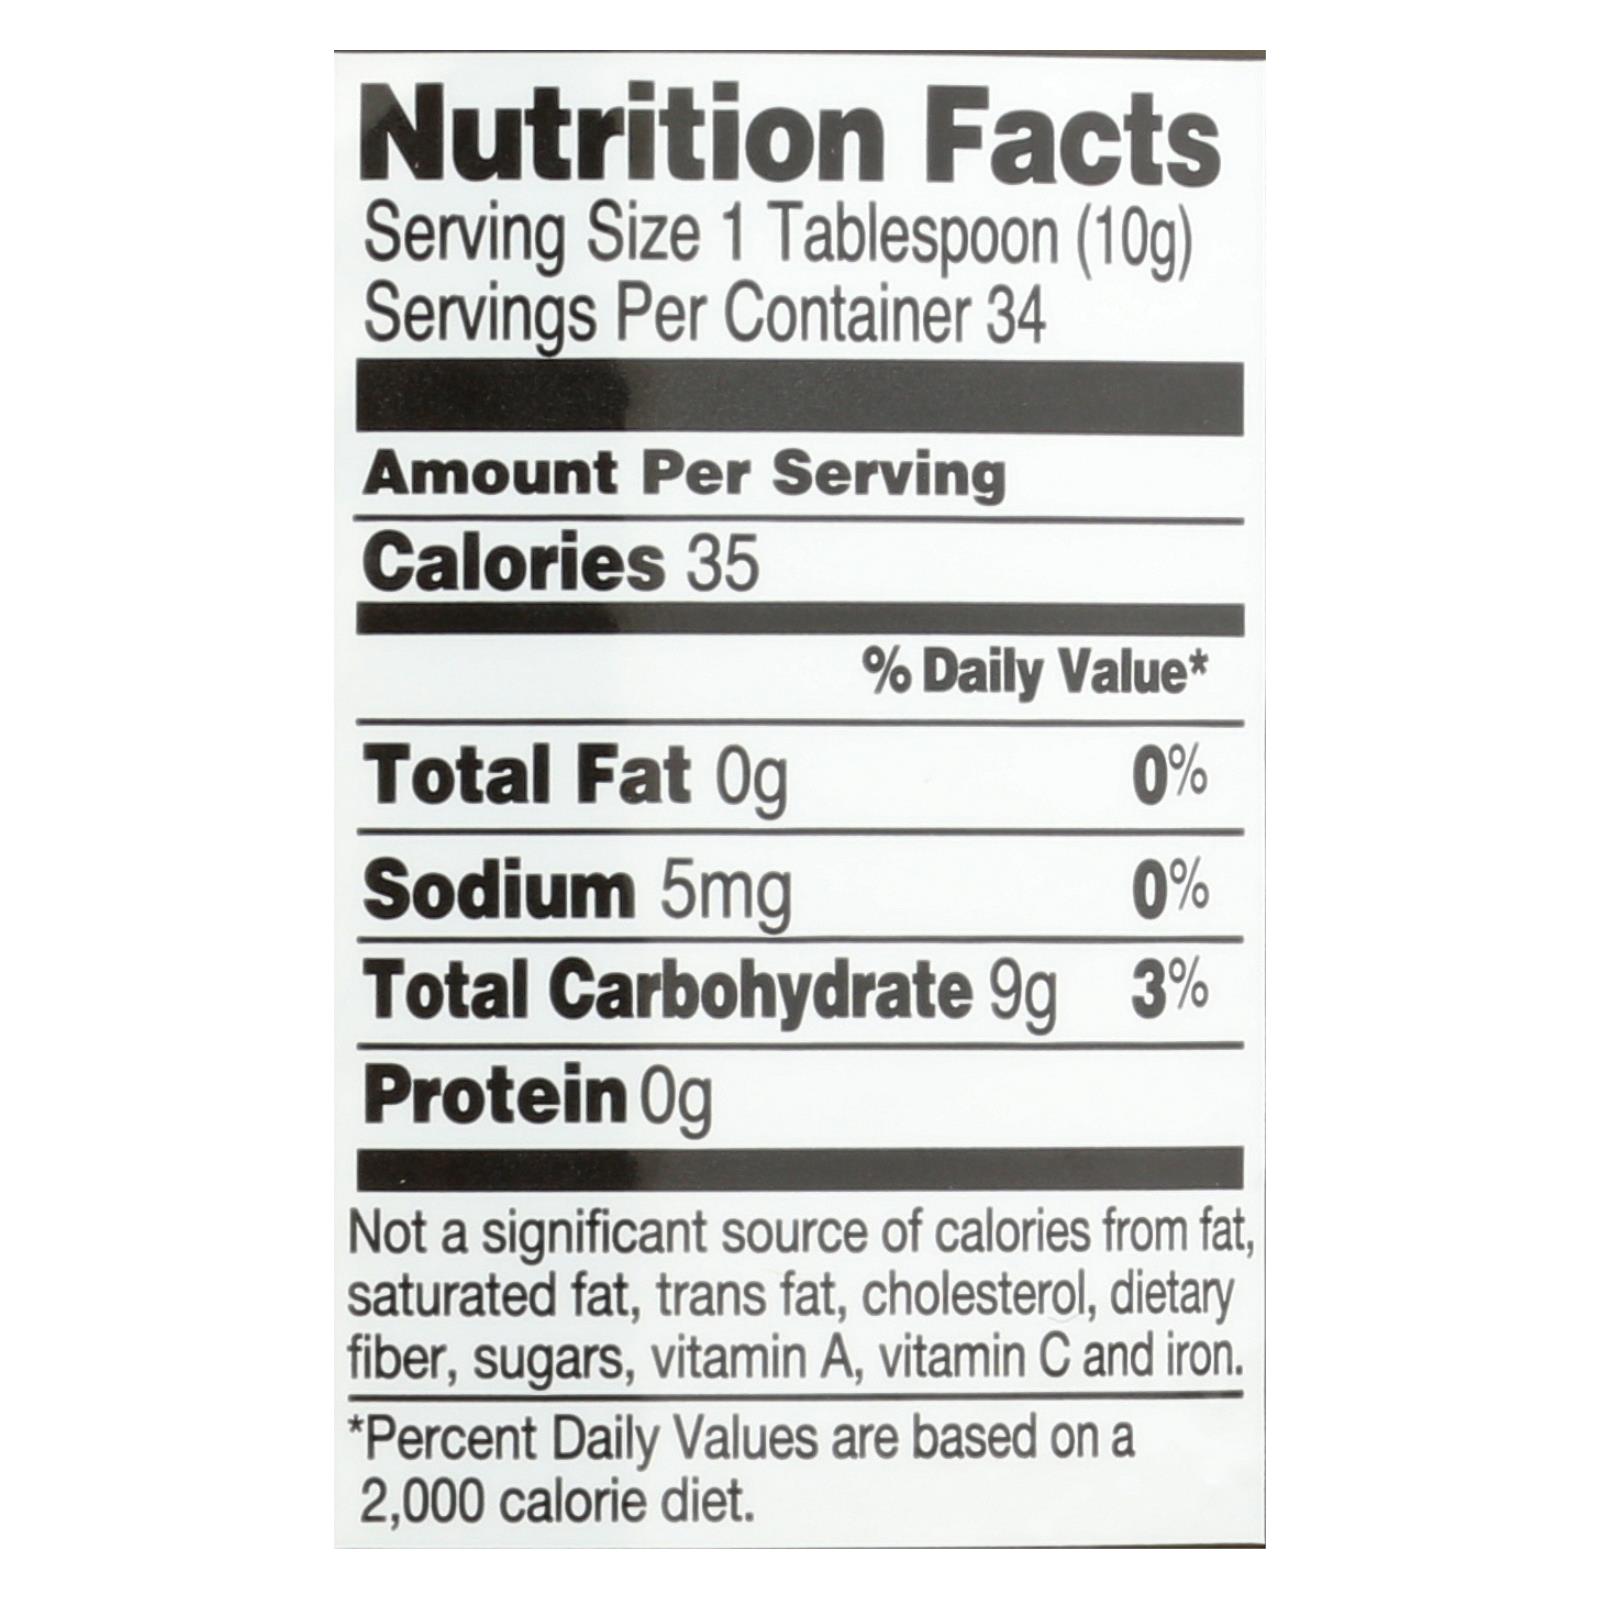 Nutrition Facts
Serving Size 1 Tablespoon (10g)
Servings Per Container 34
Amount Per Serving
Calories 35
% Daily Value*
Total Fat 0g 0%
Sodium 5mg 0%
Total Carbohydrate 9g 3%
Protein 0g
Not a significant source of calories from fat,
saturated fat, trans fat, cholesterol, dietary
fiber, sugars, vitamin A, vitamin C and iron.
*Percent Daily Values are based on a
2,000 calorie diet.